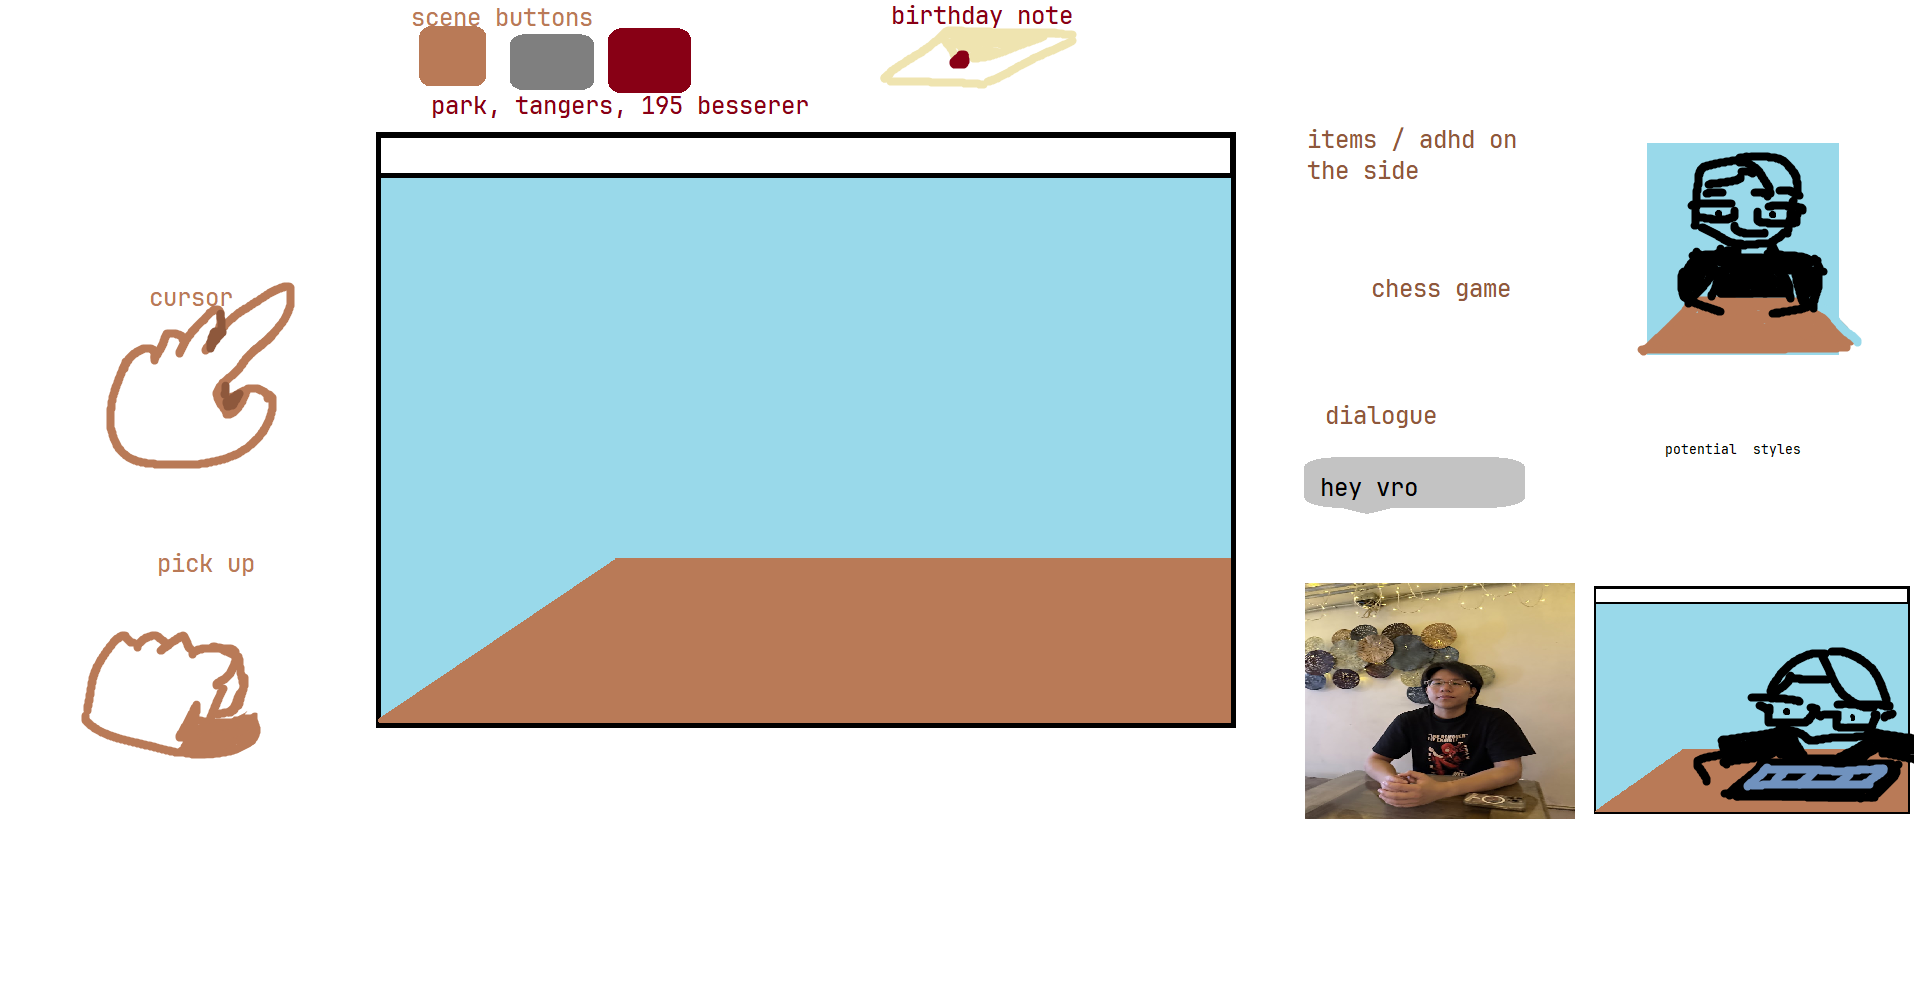 scene buttons
birthday note
park, tangers, 195 besserer
items / adhd on
the side
cursor
chess game
dialogue
potential styles
hey vro
pick up